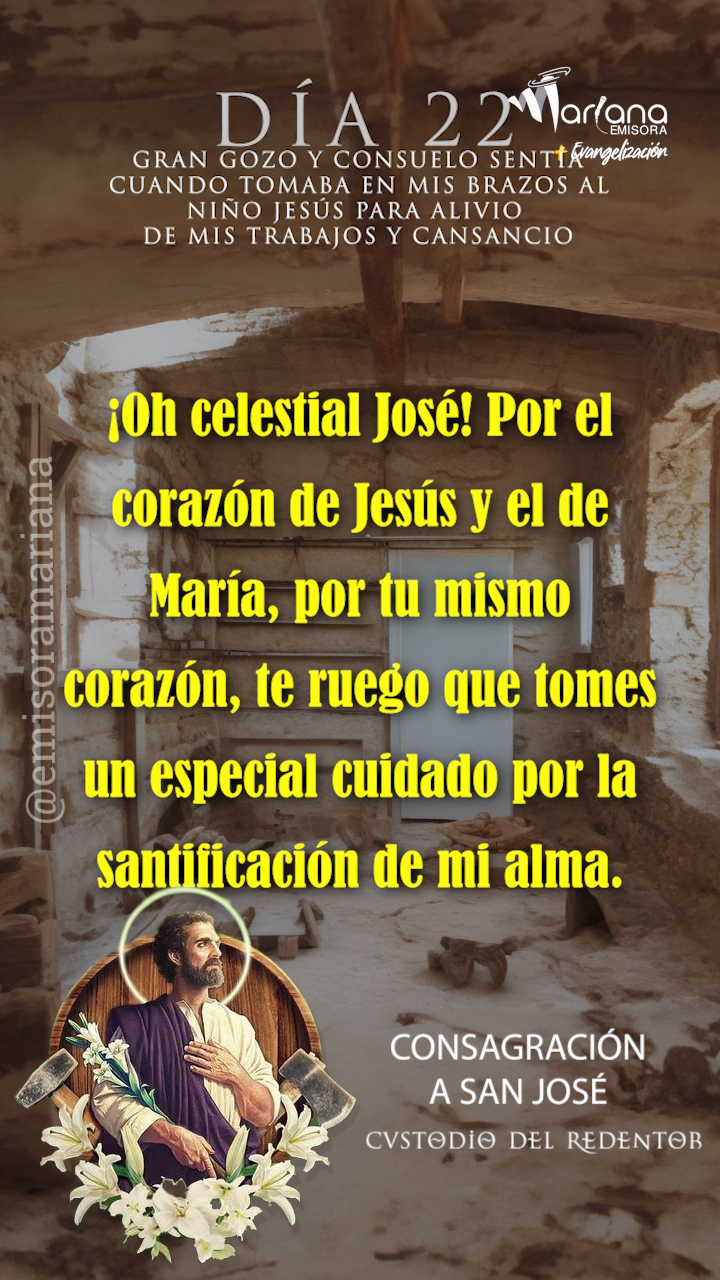 DÍA 22
Mariana
EMISORA
+ Evangelización
GRAN GOZO Y CONSUELO SENTÍA
CUANDO TOMABA EN MIS BRAZOS AL
NIÑO JESÚS PARA ALIVIO
DE MIS TRABAJOS Y CANSANCIO
¡Oh celestial José! Por el
corazón de Jesús y el de
María, por tu mismo
corazón, te ruego que tomes
un especial cuidado por la
santificación de mi alma.
@emisoramariana
CONSAGRACIÓN
A SAN JOSÉ
CVSTODIO DEL REDENTOR